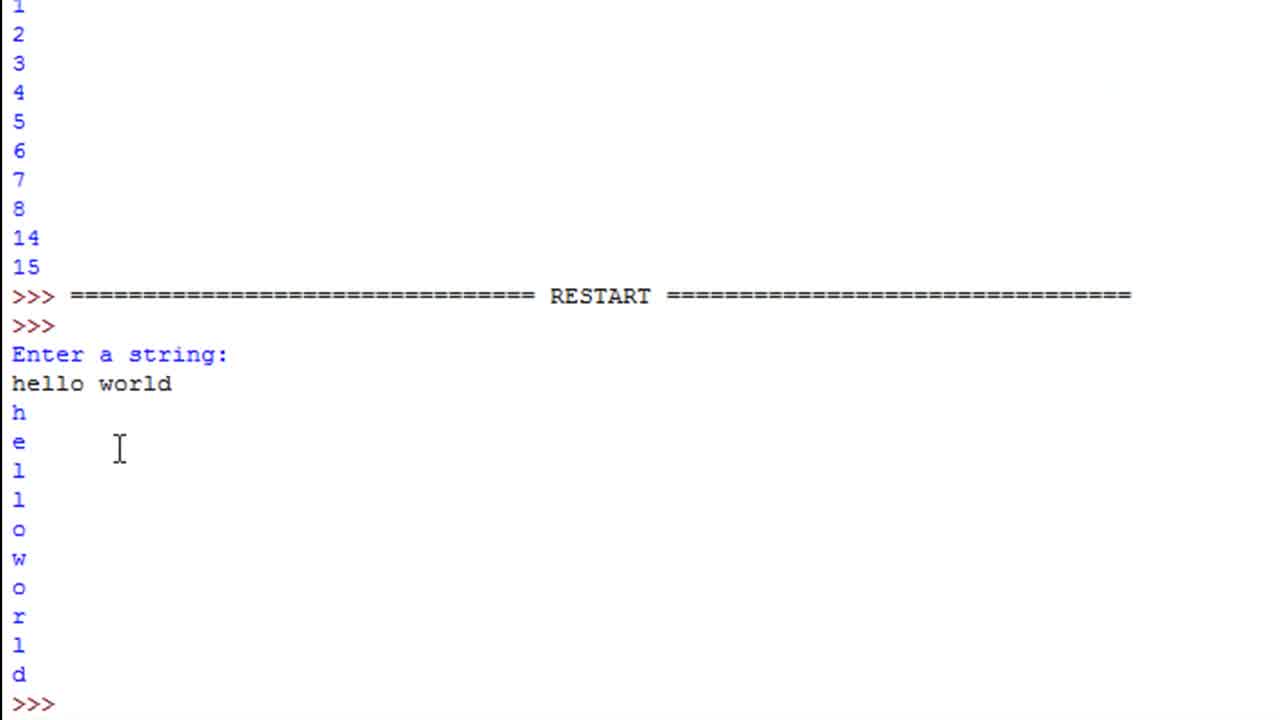 1
2
3
4
5
6
7
8
14
15
>>> ================================ RESTART ================================
>>>
Enter a string:
hello world
h
e
l
l
o
w
o
r
l
d
>>>